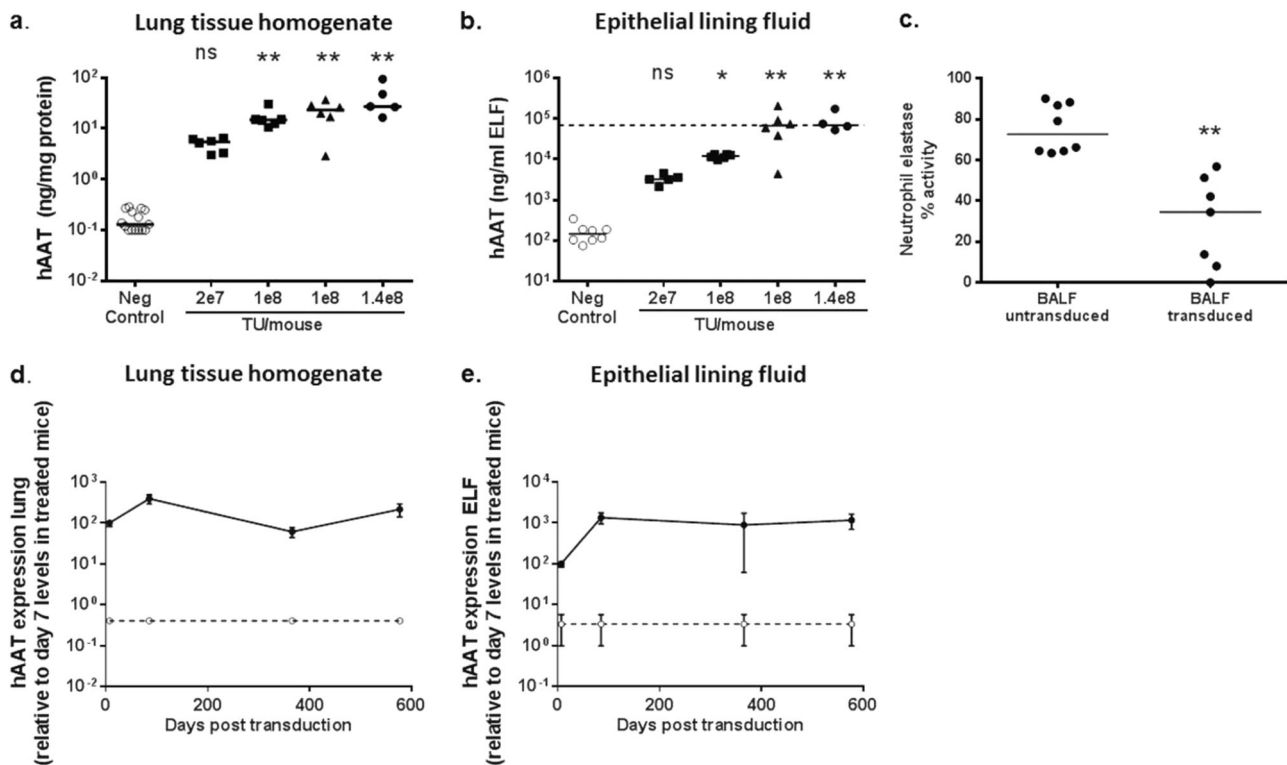 a. Lung tissue homogenate
ns ** ** **
hAAT (ng/mg protein)
10²
10¹
10⁰
10⁻¹
10⁻²
Neg Control
2e7 1e8 1e8 1.4e8
TU/mouse
b. Epithelial lining fluid
ns * ** **
hAAT (ng/ml ELF)
10⁶
10⁵
10⁴
10³
10²
10¹
Neg Control
2e7 1e8 1e8 1.4e8
TU/mouse
c.
Neutrophil elastase
% activity
100
80
60
40
20
0
**
BALF untransduced
BALF transduced
d. Lung tissue homogenate
hAAT expression lung
(relative to day 7 levels in treated mice)
10³
10²
10¹
10⁰
10⁻¹
10⁻²
0 200 400 600
Days post transduction
e. Epithelial lining fluid
hAAT expression ELF
(relative to day 7 levels in treated mice)
10⁴
10³
10²
10¹
10⁰
10⁻¹
0 200 400 600
Days post transduction